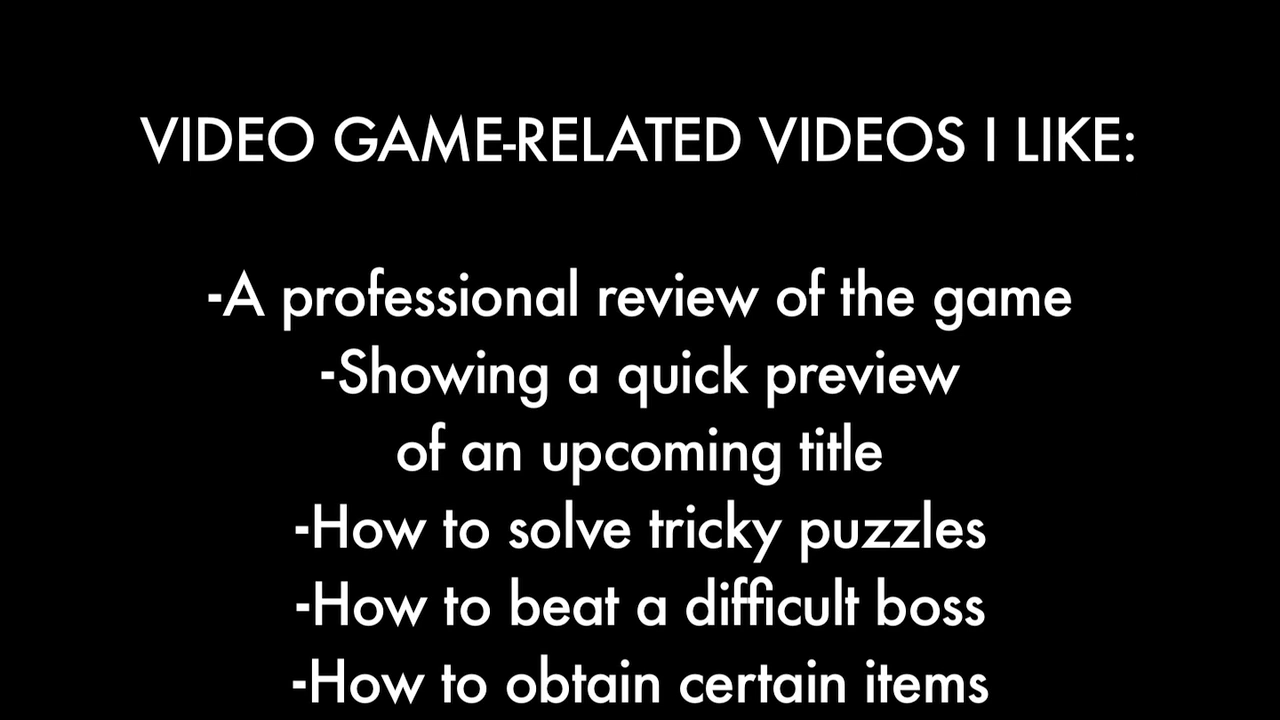 VIDEO GAME-RELATED VIDEOS I LIKE:
-A professional review of the game
-Showing a quick preview
of an upcoming title
-How to solve tricky puzzles
-How to beat a difficult boss
-How to obtain certain items